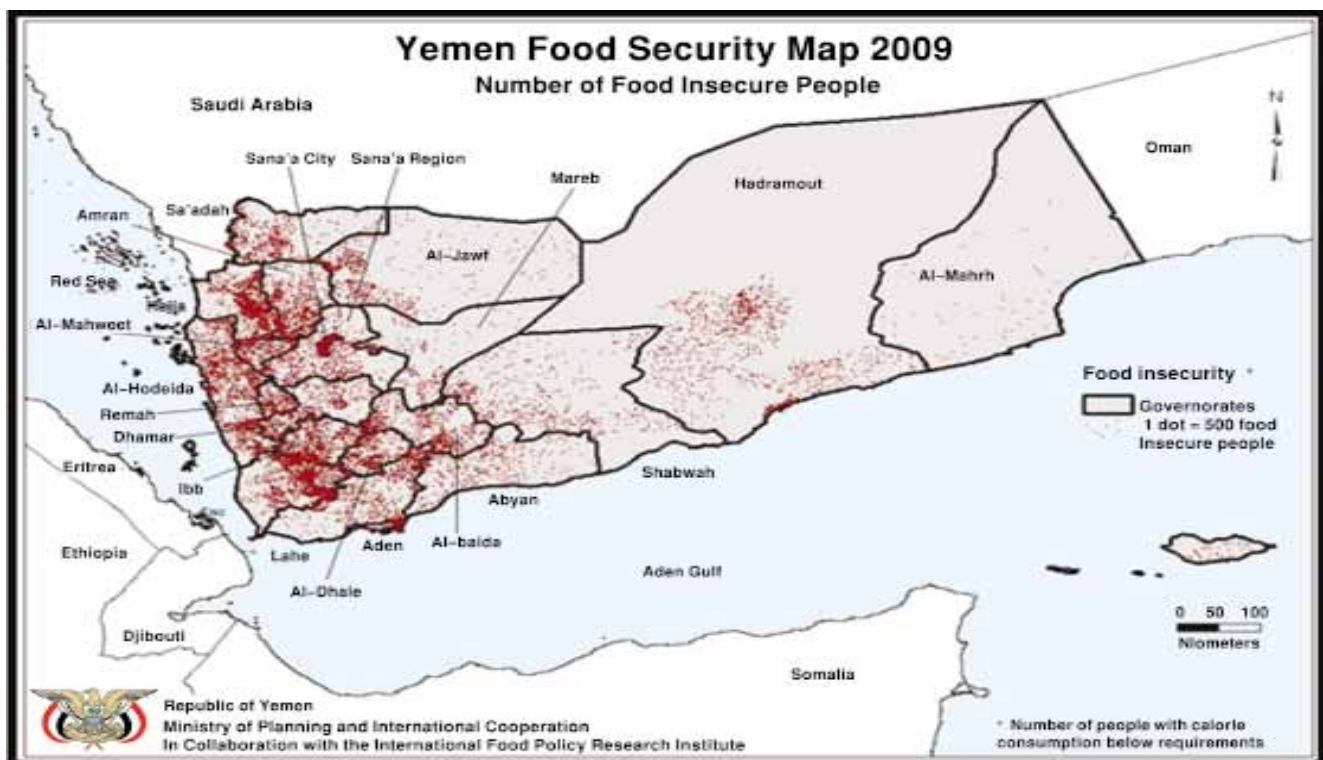 Yemen Food Security Map 2009
Number of Food Insecure People
Saudi Arabia
N
Oman
Sana'a City
Sana'a Region
Mareb
Hadramout
Amran
Sa'adah
Al-Jawf
Al-Mahrh
Red Sea
Hajja
Al-Mahweet
Al-Hodeida
Remah
Dhamar
Eritrea
Ibb
Shabwah
Abyan
Ethiopia
Lahe
Aden
Al-baida
Aden Gulf
Al-Dhale
Djibouti
Somalia
Food insecurity *
Governorates
1 dot = 500 food
Insecure people
0 50 100
Nlometers
Republic of Yemen
Ministry of Planning and International Cooperation
In Collaboration with the International Food Policy Research Institute
* Number of people with calorie
consumption below requirements